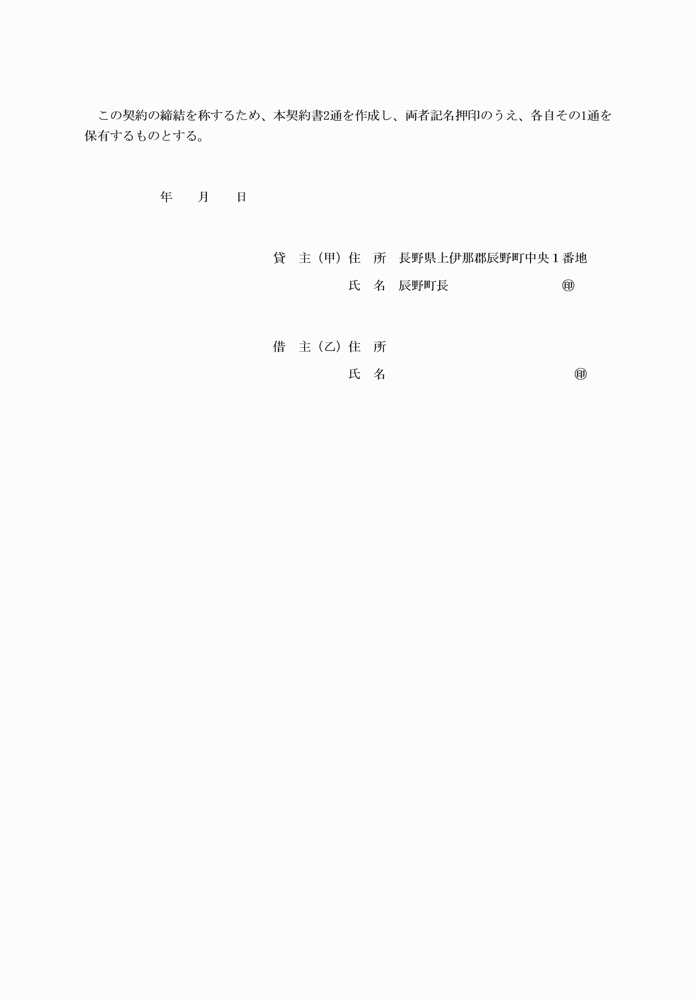 この契約の締結を称するため、本契約書2通を作成し、両者記名押印のうえ、各自その1通を
保有するものとする。
年　　月　　日
貸　主（甲）住　所　長野県上伊那郡辰野町中央１番地
氏　名　辰野町長　　　　　　　　　㊞
借　主（乙）住　所
氏　名　　　　　　　　　　　　　　　㊞